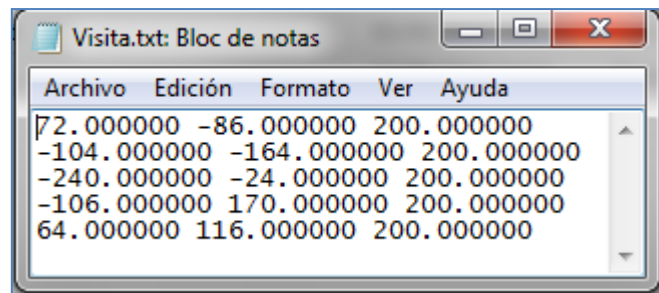 Visita.txt: Bloc de notas
Archivo Edición Formato Ver Ayuda
72.000000 -86.000000 200.000000
-104.000000 -164.000000 200.000000
-240.000000 -24.000000 200.000000
-106.000000 170.000000 200.000000
64.000000 116.000000 200.000000